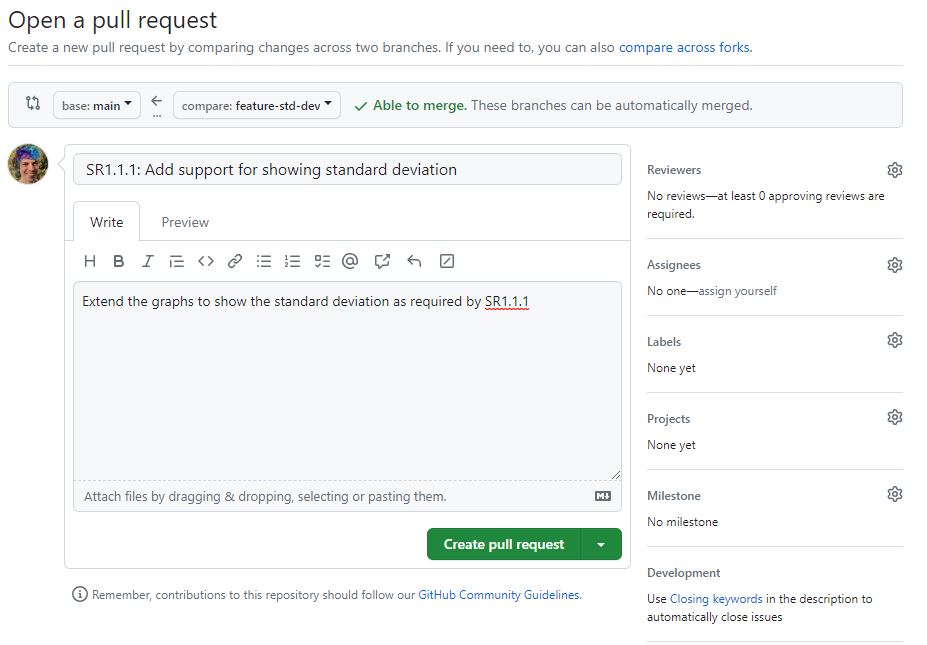 Open a pull request
Create a new pull request by comparing changes across two branches. If you need to, you can also compare across forks.
base: main
...
compare: feature-std-dev
Able to merge. These branches can be automatically merged.
SR1.1.1: Add support for showing standard deviation
Write Preview
Extend the graphs to show the standard deviation as required by SR1.1.1
Attach files by dragging & dropping, selecting or pasting them.
Create pull request
Remember, contributions to this repository should follow our GitHub Community Guidelines.
Reviewers
No reviews—at least 0 approving reviews are
required.
Assignees
No one—assign yourself
Labels
None yet
Projects
None yet
Milestone
No milestone
Development
Use Closing keywords in the description to
automatically close issues